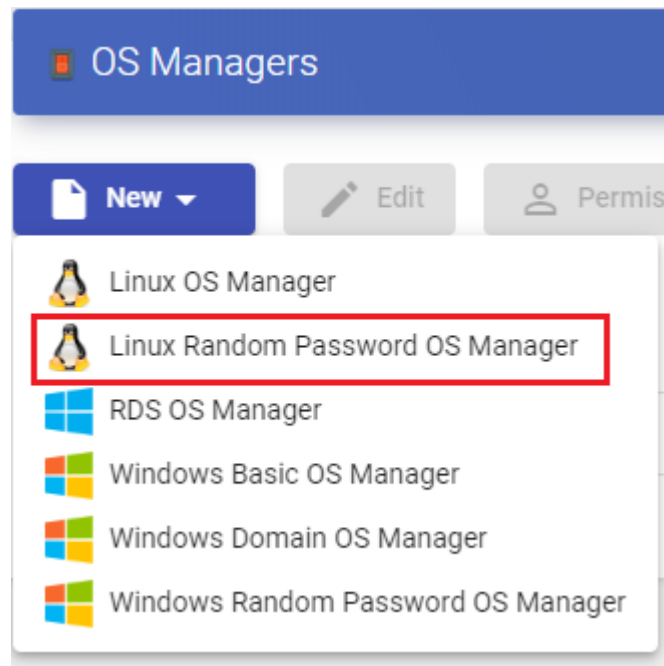 OS Managers
New Edit Permis
Linux OS Manager
Linux Random Password OS Manager
RDS OS Manager
Windows Basic OS Manager
Windows Domain OS Manager
Windows Random Password OS Manager